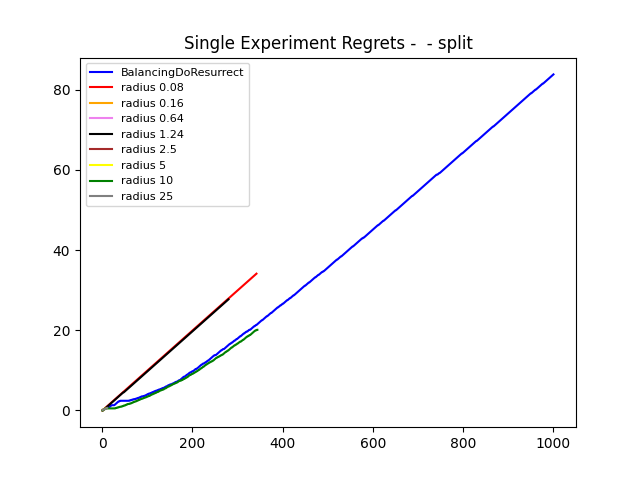 Single Experiment Regrets -  - split
BalancingDoResurrect
radius 0.08
radius 0.16
radius 0.64
radius 1.24
radius 2.5
radius 5
radius 10
radius 25
80
60
40
20
0
0 200 400 600 800 1000